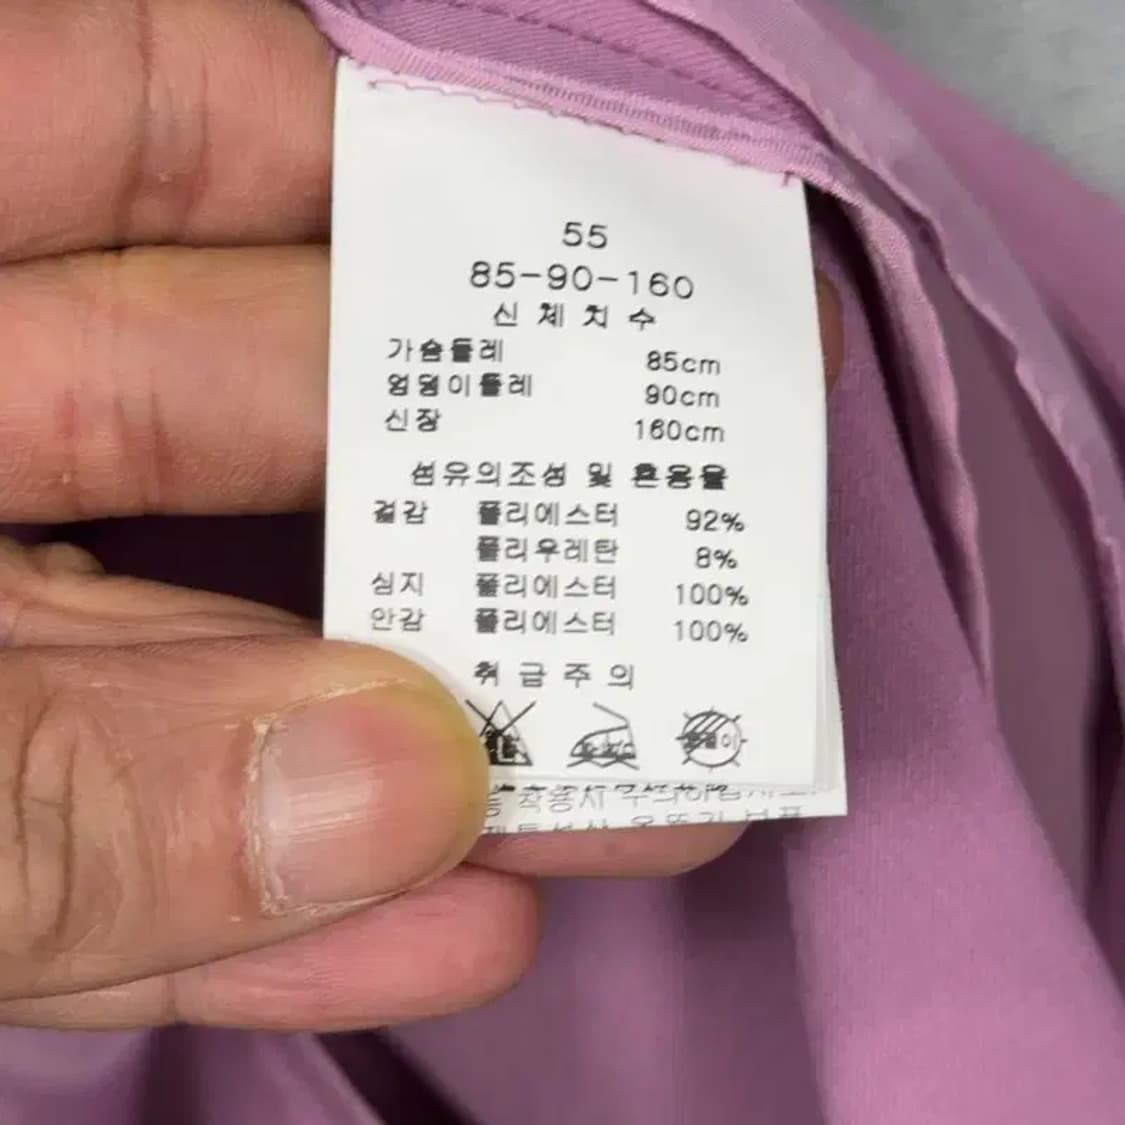 55
85-90-160
신체치수
가슴둘레 85cm
엉덩이둘레 90cm
신장 160cm
섬유의조성 및 혼용율
겉감 폴리에스터 92%
폴리우레탄 8%
심지 폴리에스터 100%
안감 폴리에스터 100%
취급주의
착용시